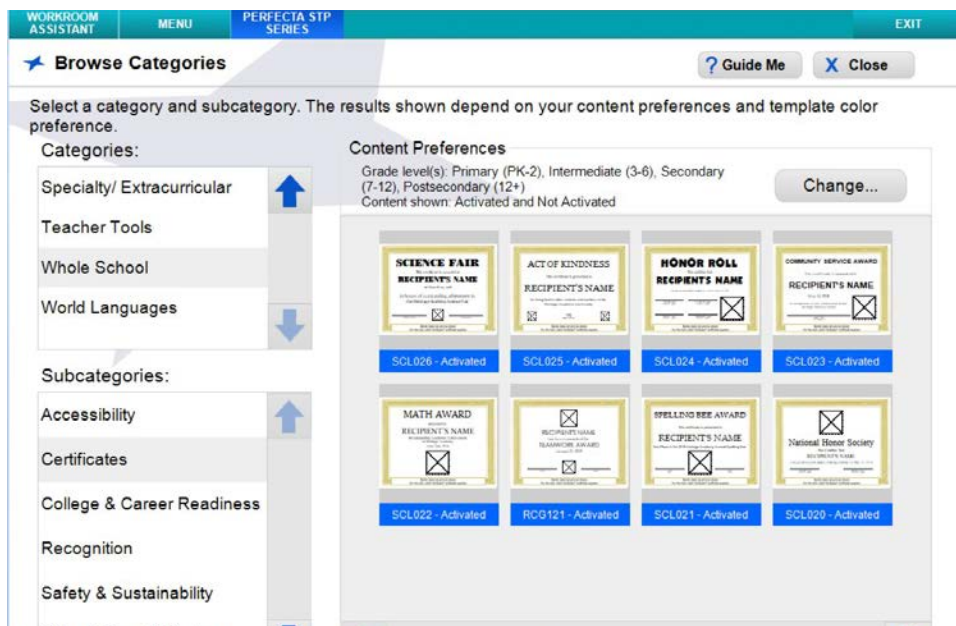 WORKROOM
ASSISTANT
MENU
PERFECTA STP
SERIES
EXIT
Browse Categories
? Guide Me
X Close
Select a category and subcategory. The results shown depend on your content preferences and template color
preference.
Categories:
Specialty/ Extracurricular
Teacher Tools
Whole School
World Languages
Subcategories:
Accessibility
Certificates
College & Career Readiness
Recognition
Safety & Sustainability
Content Preferences
Grade level(s): Primary (PK-2), Intermediate (3-6), Secondary
(7-12), Postsecondary (12+)
Content shown: Activated and Not Activated
Change...
SCIENCE FAIR
RECIPIENT'S NAME
SCL026 - Activated
ACT OF KINDNESS
RECIPIENT'S NAME
SCL025 - Activated
HONOR ROLL
RECIPIENT'S NAME
SCL024 - Activated
COMMUNITY SERVICE AWARD
RECIPIENT'S NAME
SCL023 - Activated
MATH AWARD
RECIPIENT'S NAME
SCL022 - Activated
RECIPIENT'S NAME
TEAMWORK AWARD
RCG121 - Activated
SPELLING BEE AWARD
RECIPIENT'S NAME
SCL021 - Activated
National Honor Society
RECIPIENT'S NAME
SCL020 - Activated